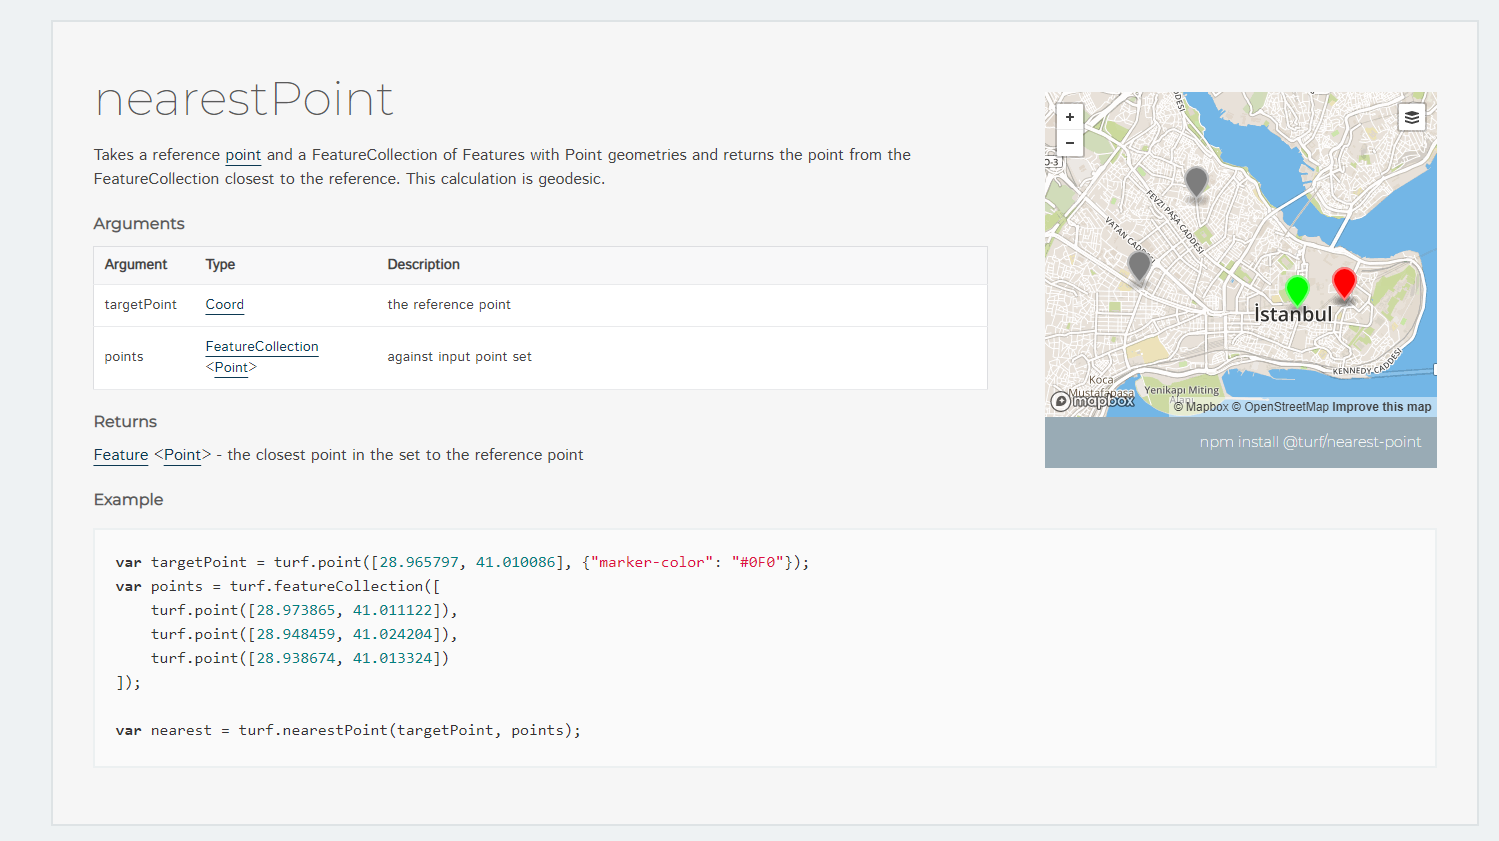 nearestPoint
Takes a reference point and a FeatureCollection of Features with Point geometries and returns the point from the
FeatureCollection closest to the reference. This calculation is geodesic.
Arguments
Argument Type Description
targetPoint Coord the reference point
points FeatureCollection
<Point> against input point set
Returns
Feature <Point> - the closest point in the set to the reference point
Example
var targetPoint = turf.point([28.965797, 41.010086], {"marker-color": "#0F0"});
var points = turf.featureCollection([
turf.point([28.973865, 41.011122]),
turf.point([28.948459, 41.024204]),
turf.point([28.938674, 41.013324])
]);
var nearest = turf.nearestPoint(targetPoint, points);
+
−
O-3
CADDESI
FEVZI PAŞA CADDESI
VATAN CADDESI
İstanbul
KENNEDY CADDESI
Koca
Mustafapaşa
Yenikapı Miting
Alanı
mapbox
© Mapbox © OpenStreetMap Improve this map
npm install @turf/nearest-point